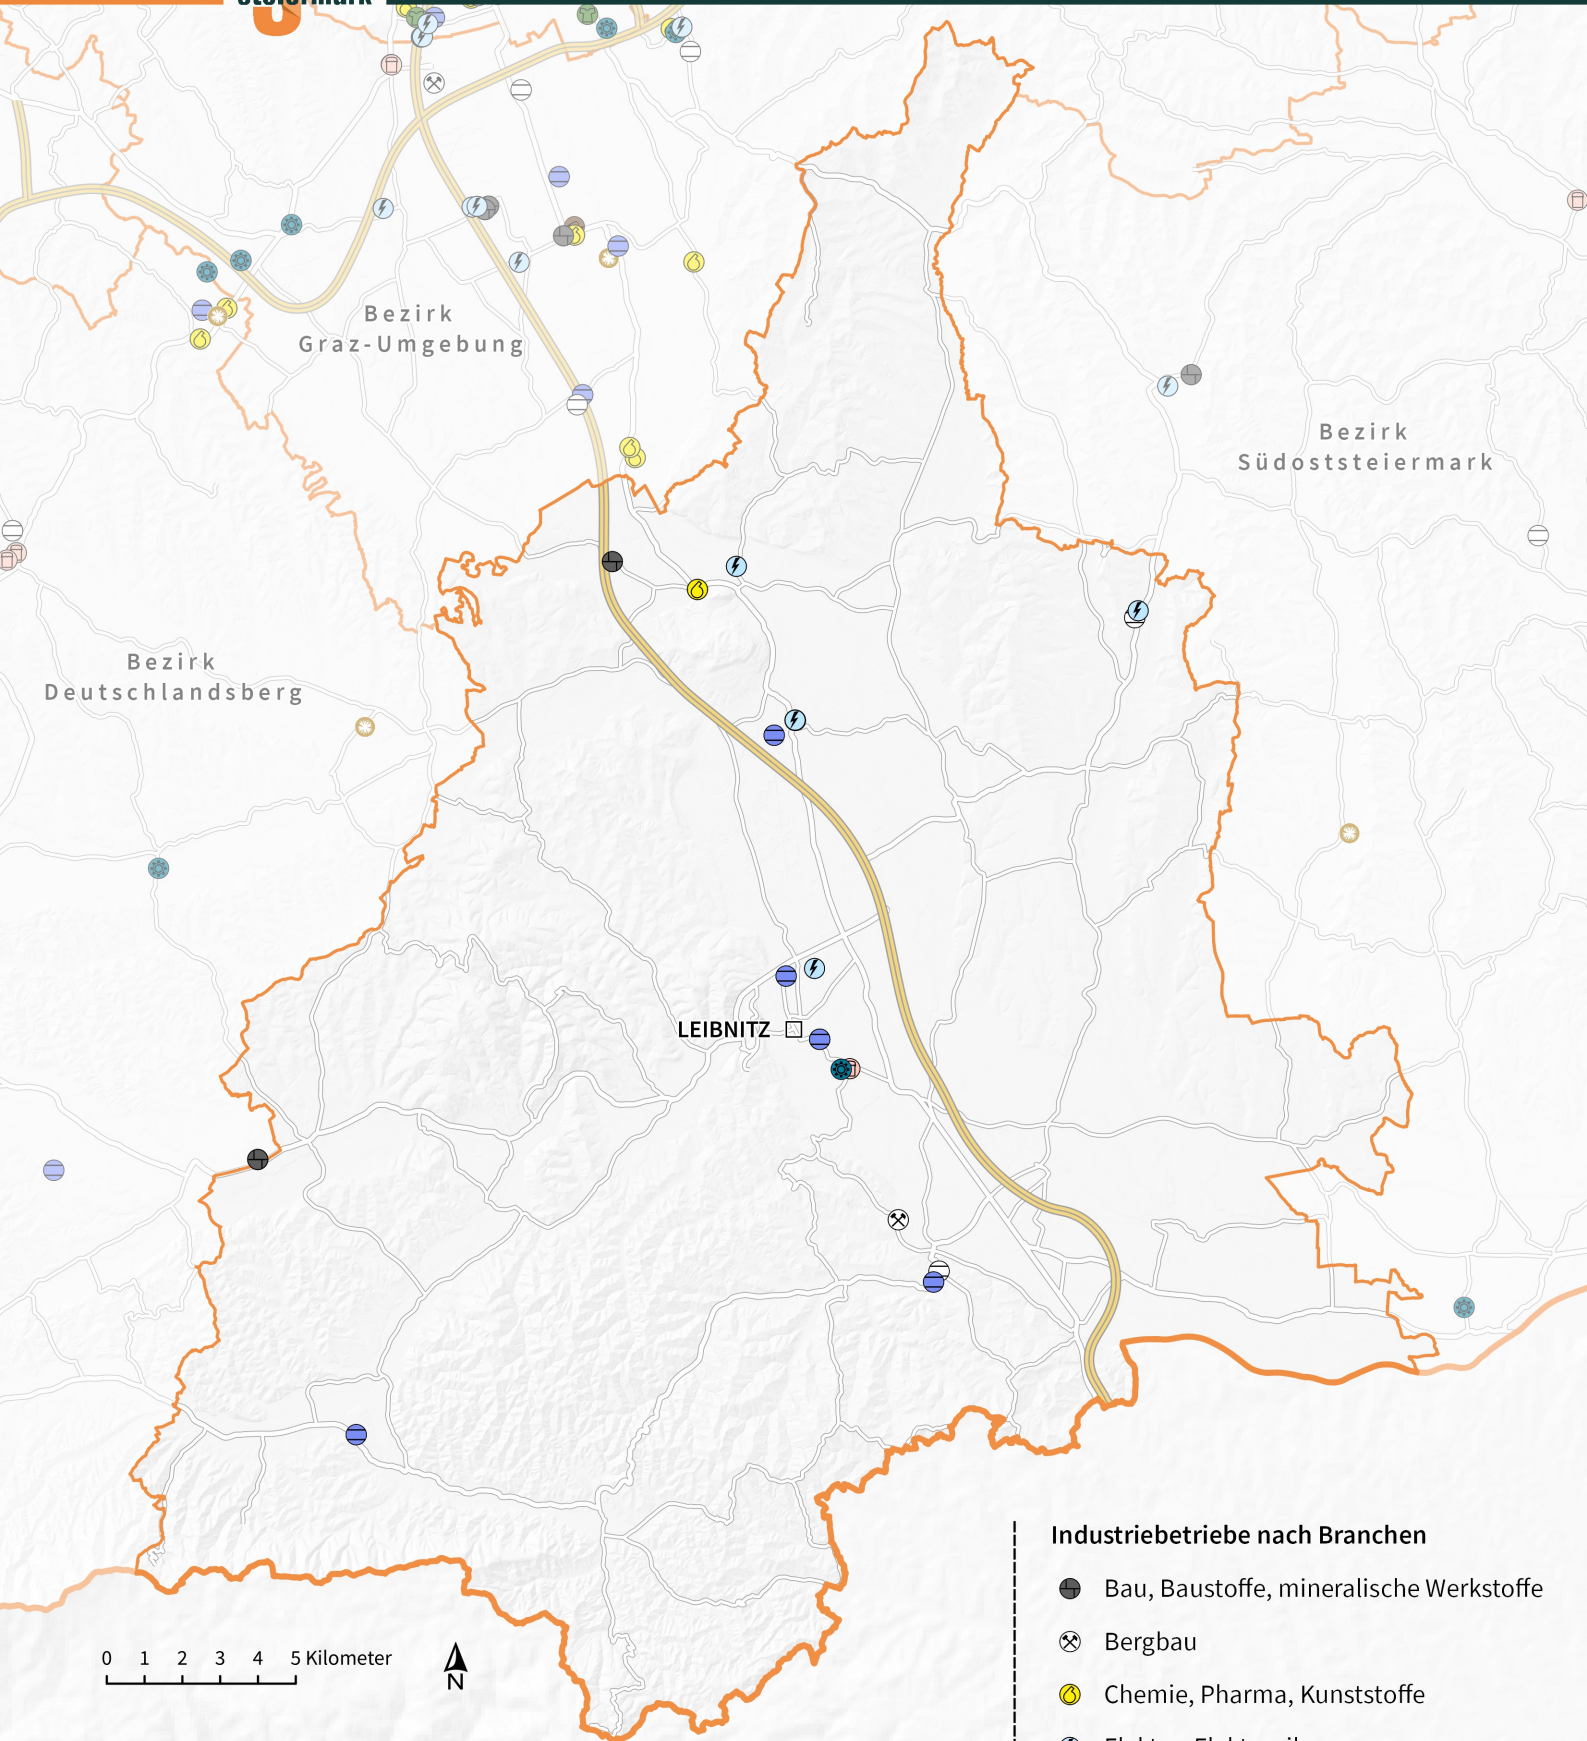 steiermark
Bezirk
Graz-Umgebung
Bezirk
Südoststeiermark
Bezirk
Deutschlandsberg
LEIBNITZ
Industriebetriebe nach Branchen
Bau, Baustoffe, mineralische Werkstoffe
Bergbau
Chemie, Pharma, Kunststoffe
0 1 2 3 4 5 Kilometer
N